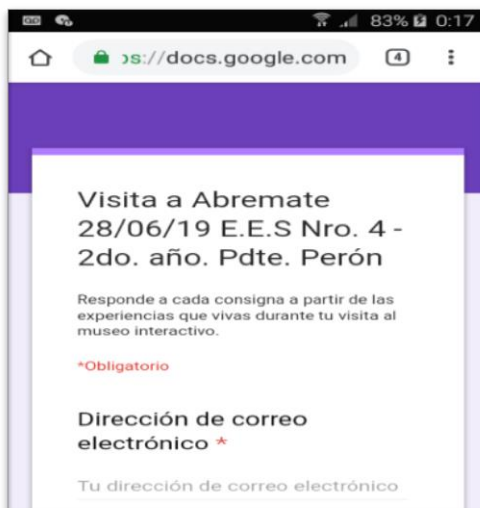 83% 0:17
ps://docs.google.com 4
Visita a Abremate
28/06/19 E.E.S Nro. 4 -
2do. año. Pdte. Perón
Responde a cada consigna a partir de las
experiencias que vivas durante tu visita al
museo interactivo.
*Obligatorio
Dirección de correo
electrónico *
Tu dirección de correo electrónico